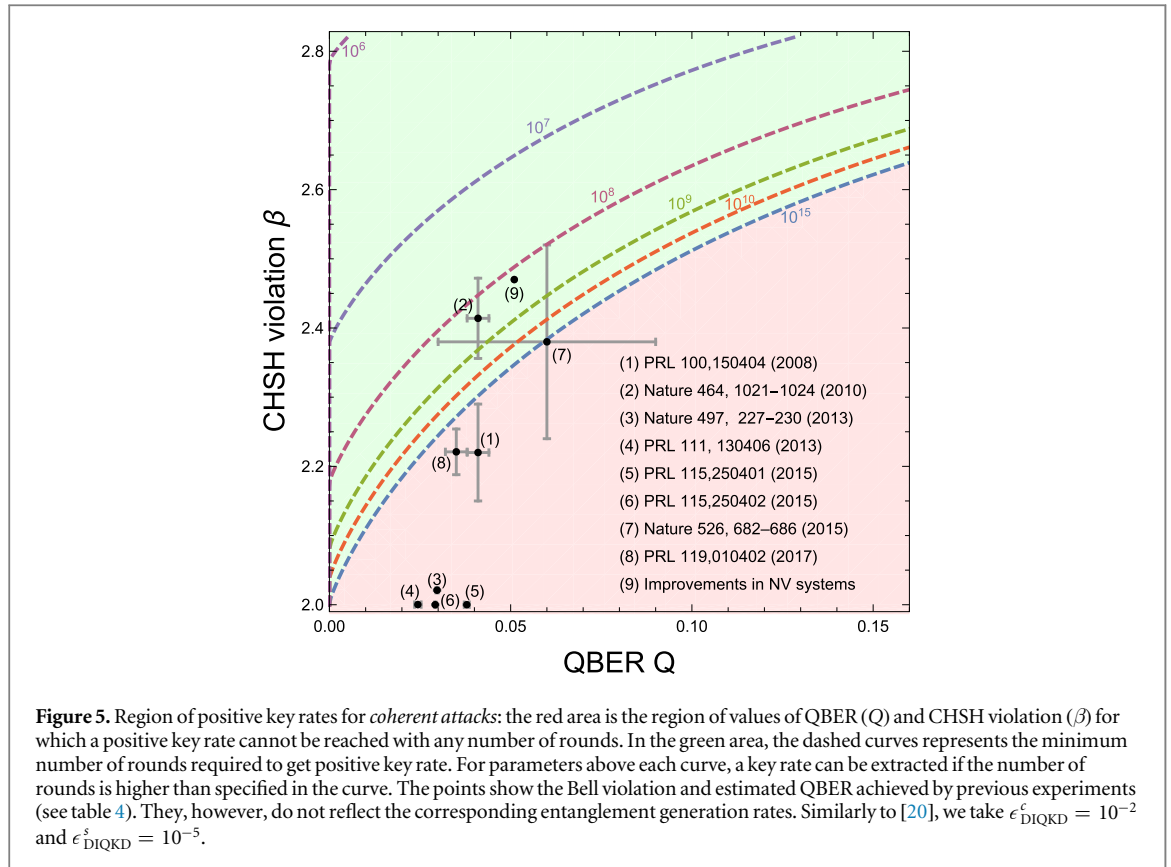 2.8
2.6
2.4
2.2
2.0
CHSH violation β
10⁶
10⁷
10⁸
10⁹
10¹⁰
10¹⁵
(2)
(9)
(7)
(1)
(8)
(3)
(4)
(6)
(5)
(1) PRL 100,150404 (2008)
(2) Nature 464, 1021–1024 (2010)
(3) Nature 497, 227–230 (2013)
(4) PRL 111, 130406 (2013)
(5) PRL 115,250401 (2015)
(6) PRL 115,250402 (2015)
(7) Nature 526, 682–686 (2015)
(8) PRL 119,010402 (2017)
(9) Improvements in NV systems
0.00 0.05 0.10 0.15
QBER Q
Figure 5. Region of positive key rates for coherent attacks: the red area is the region of values of QBER (Q) and CHSH violation (β) for
which a positive key rate cannot be reached with any number of rounds. In the green area, the dashed curves represents the minimum
number of rounds required to get positive key rate. For parameters above each curve, a key rate can be extracted if the number of
rounds is higher than specified in the curve. The points show the Bell violation and estimated QBER achieved by previous experiments
(see table 4). They, however, do not reflect the corresponding entanglement generation rates. Similarly to [20], we take ϵᶜ_DIQKD = 10⁻²
and ϵˢ_DIQKD = 10⁻⁵.